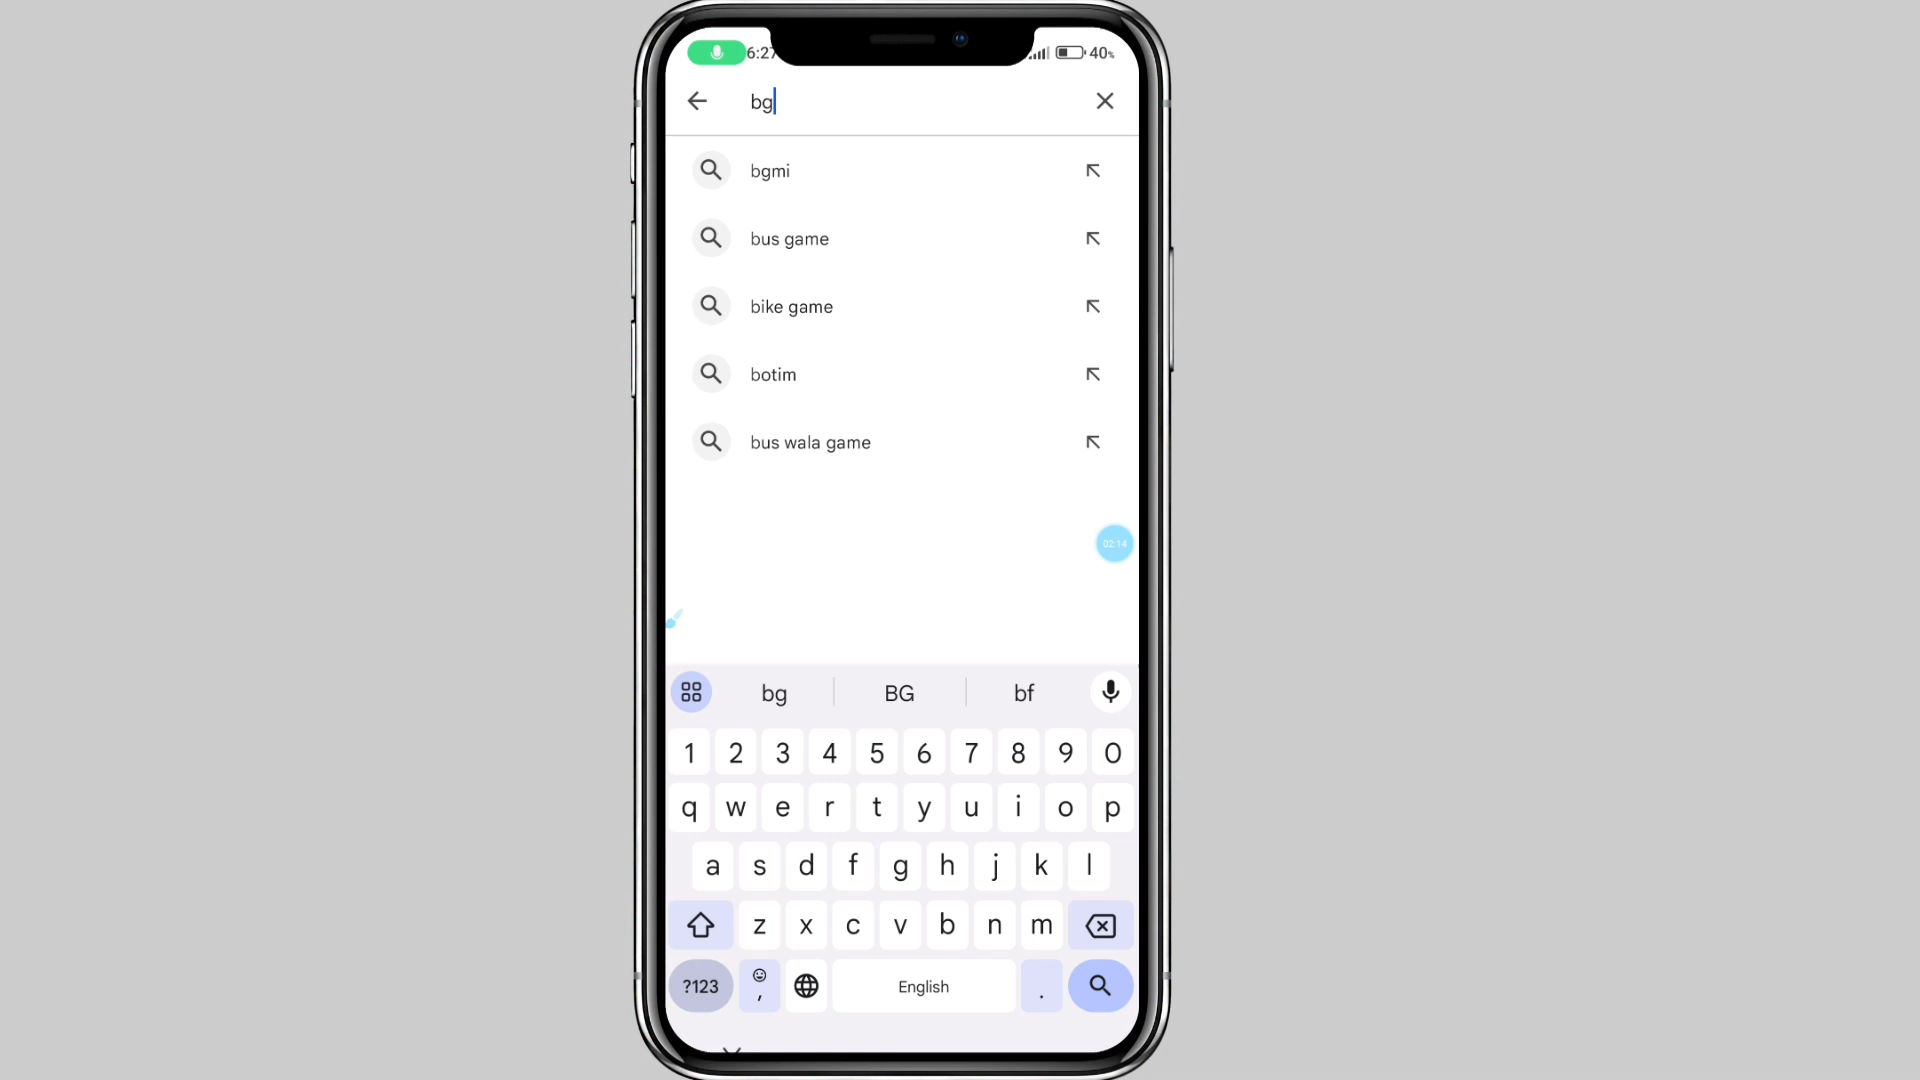 6:27
40%
bg
bgmi
bus game
bike game
botim
bus wala game
02:14
bg BG bf
1 2 3 4 5 6 7 8 9 0
q w e r t y u i o p
a s d f g h j k l
z x c v b n m
?123 , English .